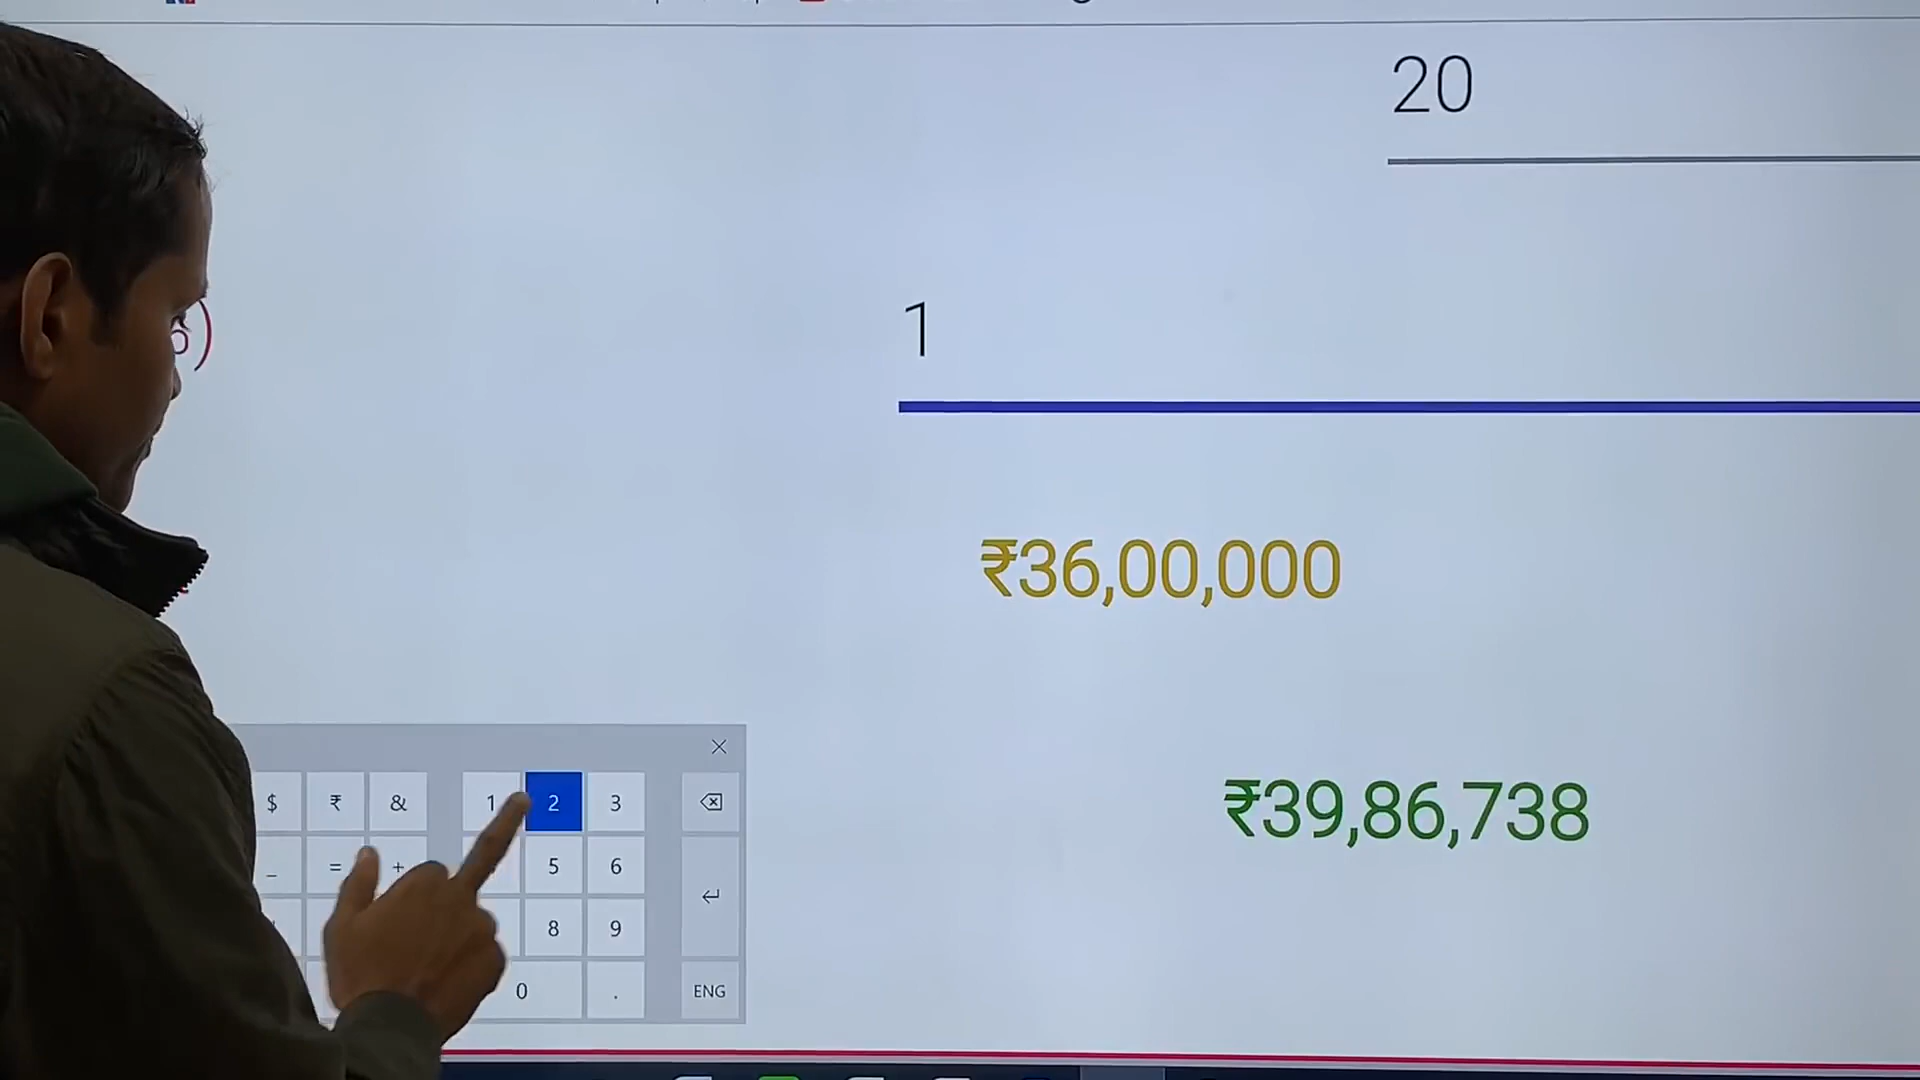 20
)
1
₹36,00,000
₹39,86,738
$ ₹ & 1 2 3
_ = + 5 6
8 9
0 .
ENG